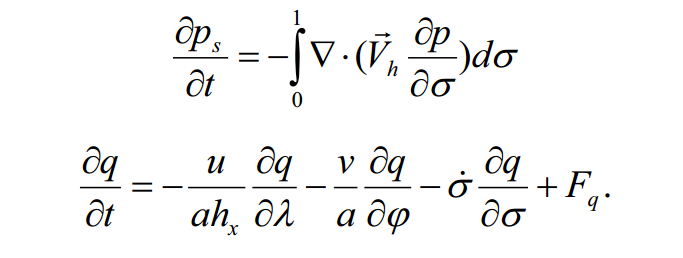 ∂p_s/∂t = −∫_0^1 ∇·(V⃗_h ∂p/∂σ)dσ
∂q/∂t = −u/(ah_x) ∂q/∂λ − v/a ∂q/∂φ − σ̇ ∂q/∂σ + F_q.